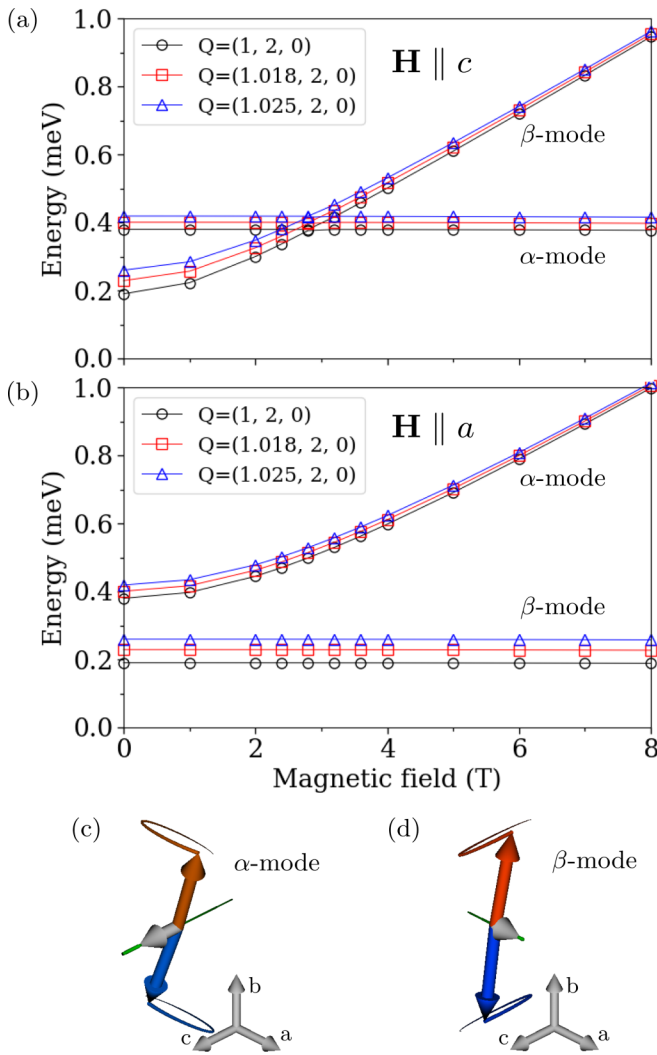 (a)
Q=(1, 2, 0)
Q=(1.018, 2, 0)
Q=(1.025, 2, 0)
H ∥ c
β-mode
α-mode
Energy (meV)
1.0
0.8
0.6
0.4
0.2
0.0
(b)
Q=(1, 2, 0)
Q=(1.018, 2, 0)
Q=(1.025, 2, 0)
H ∥ a
α-mode
β-mode
Energy (meV)
1.0
0.8
0.6
0.4
0.2
0.0
0 2 4 6 8
Magnetic field (T)
(c)
α-mode
b
c
a
(d)
β-mode
b
c
a